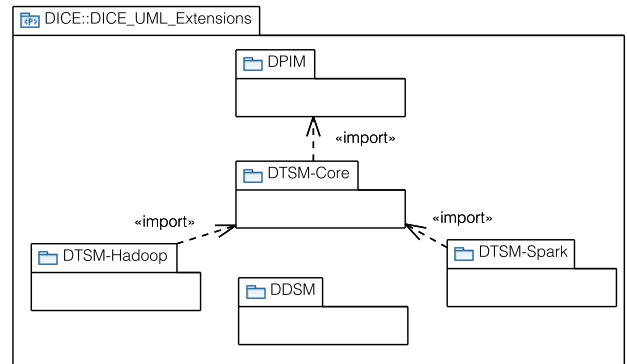 DICE::DICE_UML_Extensions
DPIM
«import»
DTSM-Core
«import»
«import»
DTSM-Hadoop
DTSM-Spark
DDSM